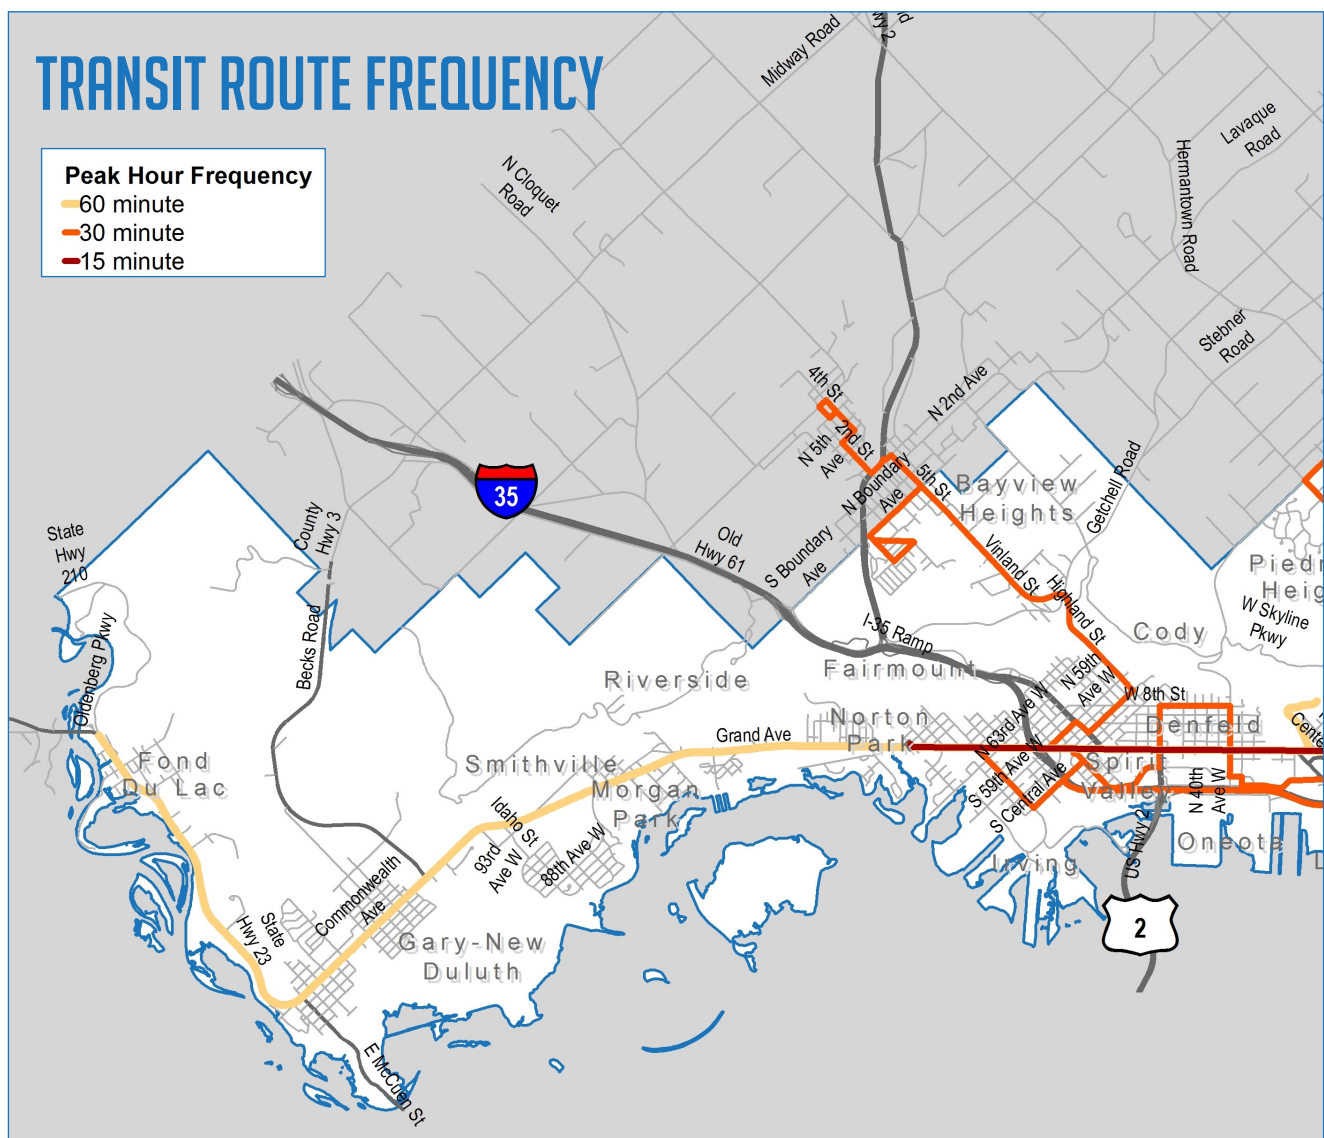 TRANSIT ROUTE FREQUENCY
Peak Hour Frequency
60 minute
30 minute
15 minute
Midway Road
N Cloquet
Road
Lavaque
Road
Hermantown Road
Stebner
Road
4th St
2nd St
N 5th
Ave
N 2nd Ave
N Boundary
Ave
5th St
Bayview
Heights
Getchell Road
35
State
Hwy
210
County
Hwy 3
Old
Hwy 61
S Boundary
Ave
Vinland St
Highland St
W Skyline
Pkwy
Cody
I-35 Ramp
Oldenberg Pkwy
Becks Road
Riverside
Fairmount
N 59th
Ave W
W 8th St
Norton
Park
Grand Ave
N 63rd Ave W
Denfeld
Fond
Du Lac
Smithville
Morgan
Park
S 59th Ave W
S Central Ave
Spirit
Valley
N 40th
Ave W
Idaho St
93rd
Ave W
88th Ave W
US Hwy 2
Oneota
Irving
Commonwealth
Ave
State
Hwy 23
Gary-New
Duluth
2
E McCuen St